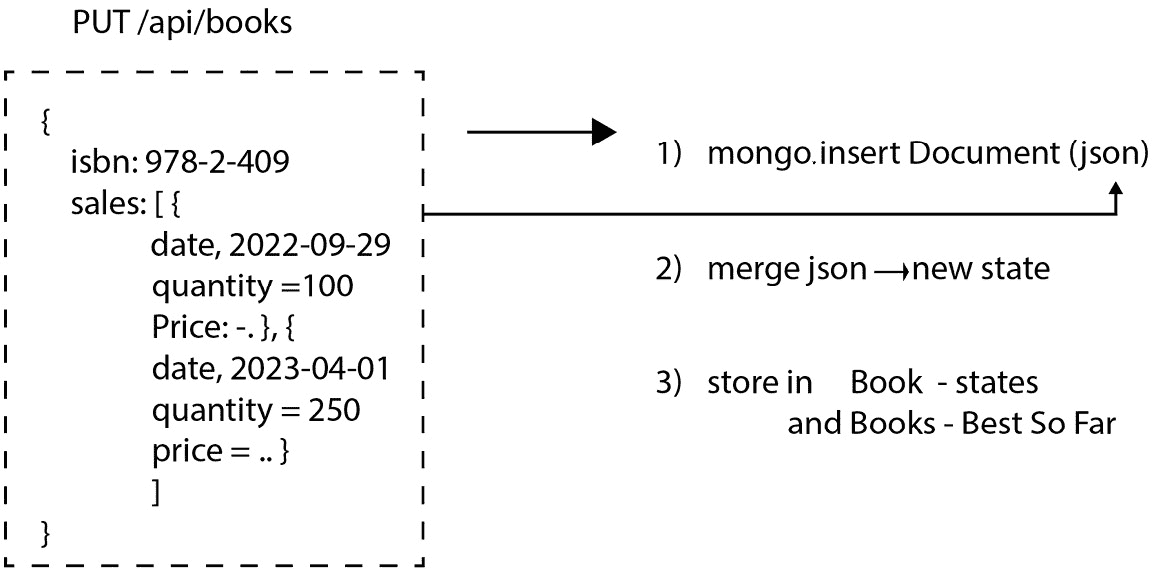 PUT /api/books
{
isbn: 978-2-409
sales: [ {
date, 2022-09-29
quantity =100
Price: -. }, {
date, 2023-04-01
quantity = 250
price = .. }
]
}
1) mongo.insert Document (json)
2) merge json → new state
3) store in Book - states
and Books - Best So Far